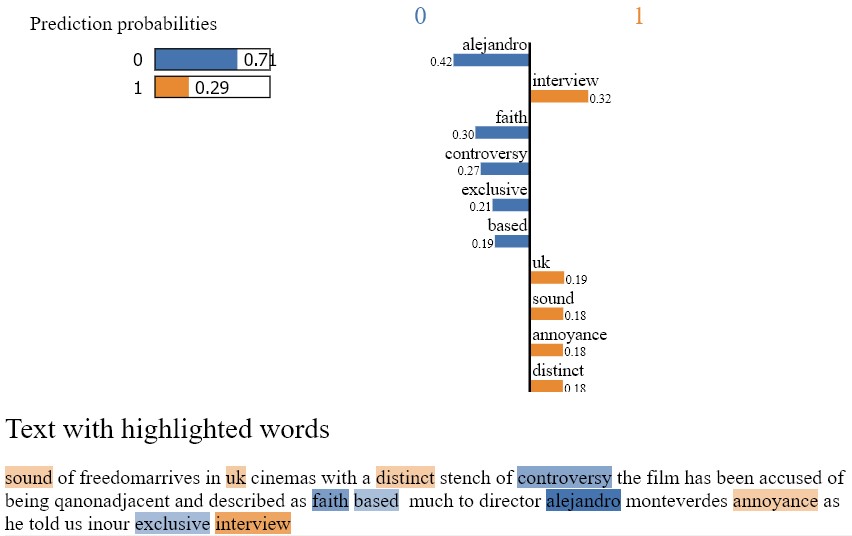 Prediction probabilities
0 0.71
1 0.29
0 1
alejandro
0.42
interview
0.32
faith
0.30
controversy
0.27
exclusive
0.21
based
0.19
uk
0.19
sound
0.18
annoyance
0.18
distinct
0.18
Text with highlighted words
sound of freedomarrives in uk cinemas with a distinct stench of controversy the film has been accused of
being qanonadjacent and described as faith based much to director alejandro monteverdes annoyance as
he told us inour exclusive interview